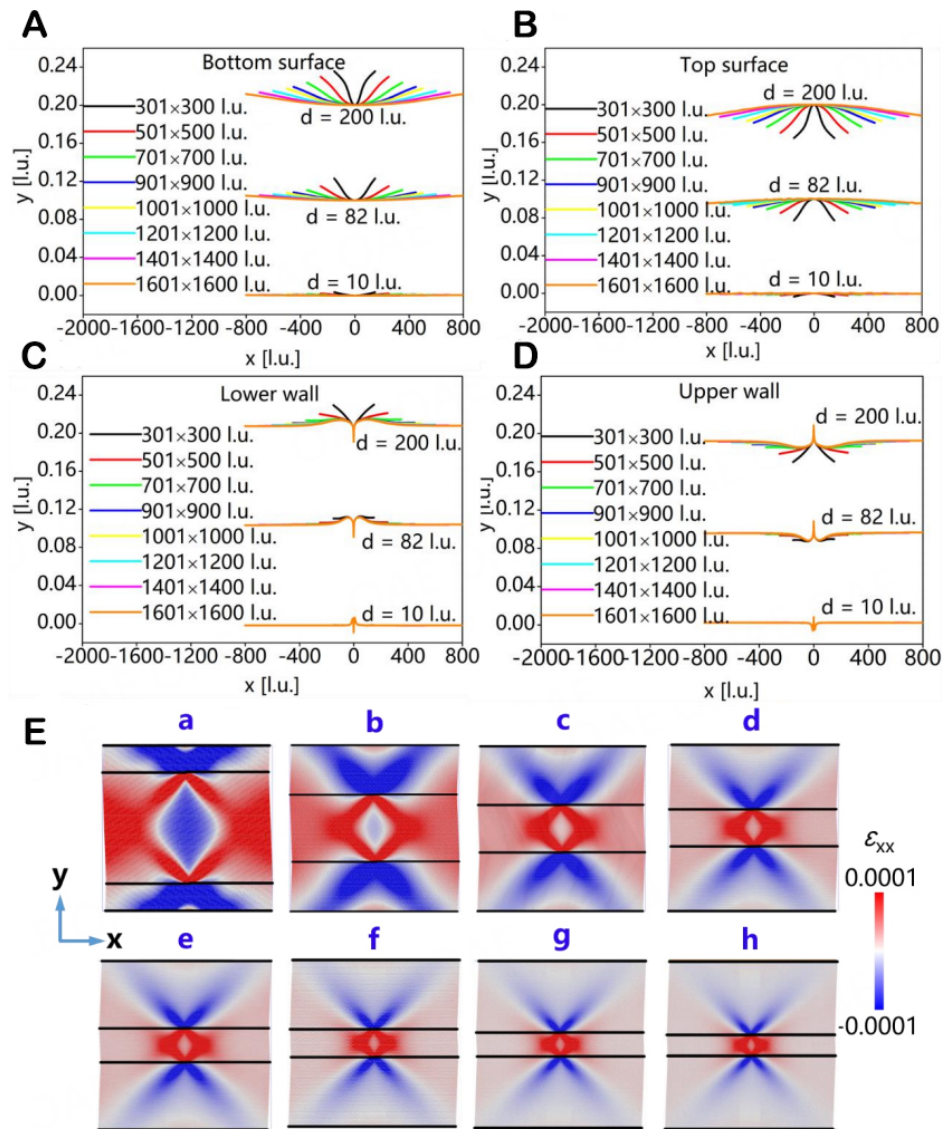 A
Bottom surface
0.24
0.20
0.16
0.12
0.08
0.04
0.00
y [l.u.]
301×300 l.u.
501×500 l.u.
701×700 l.u.
901×900 l.u.
1001×1000 l.u.
1201×1200 l.u.
1401×1400 l.u.
1601×1600 l.u.
d = 200 l.u.
d = 82 l.u.
d = 10 l.u.
-2000-1600-1200 -800 -400 0 400 800
x [l.u.]
B
Top surface
0.24
0.20
0.16
0.12
0.08
0.04
0.00
y [l.u.]
301×300 l.u.
501×500 l.u.
701×700 l.u.
901×900 l.u.
1001×1000 l.u.
1201×1200 l.u.
1401×1400 l.u.
1601×1600 l.u.
d = 200 l.u.
d = 82 l.u.
d = 10 l.u.
-2000-1600-1200 -800 -400 0 400 800
x [l.u.]
C
Lower wall
0.24
0.20
0.16
0.12
0.08
0.04
0.00
y [l.u.]
301×300 l.u.
501×500 l.u.
701×700 l.u.
901×900 l.u.
1001×1000 l.u.
1201×1200 l.u.
1401×1400 l.u.
1601×1600 l.u.
d = 200 l.u.
d = 82 l.u.
d = 10 l.u.
-2000-1600-1200 -800 -400 0 400 800
x [l.u.]
D
Upper wall
0.24
0.20
0.16
0.12
0.08
0.04
0.00
y [l.u.]
301×300 l.u.
501×500 l.u.
701×700 l.u.
901×900 l.u.
1001×1000 l.u.
1201×1200 l.u.
1401×1400 l.u.
1601×1600 l.u.
d = 200 l.u.
d = 82 l.u.
d = 10 l.u.
-2000-1600-1200 -800 -400 0 400 800
x [l.u.]
E
a b c d
y
x
e f g h
εxx
0.0001
-0.0001